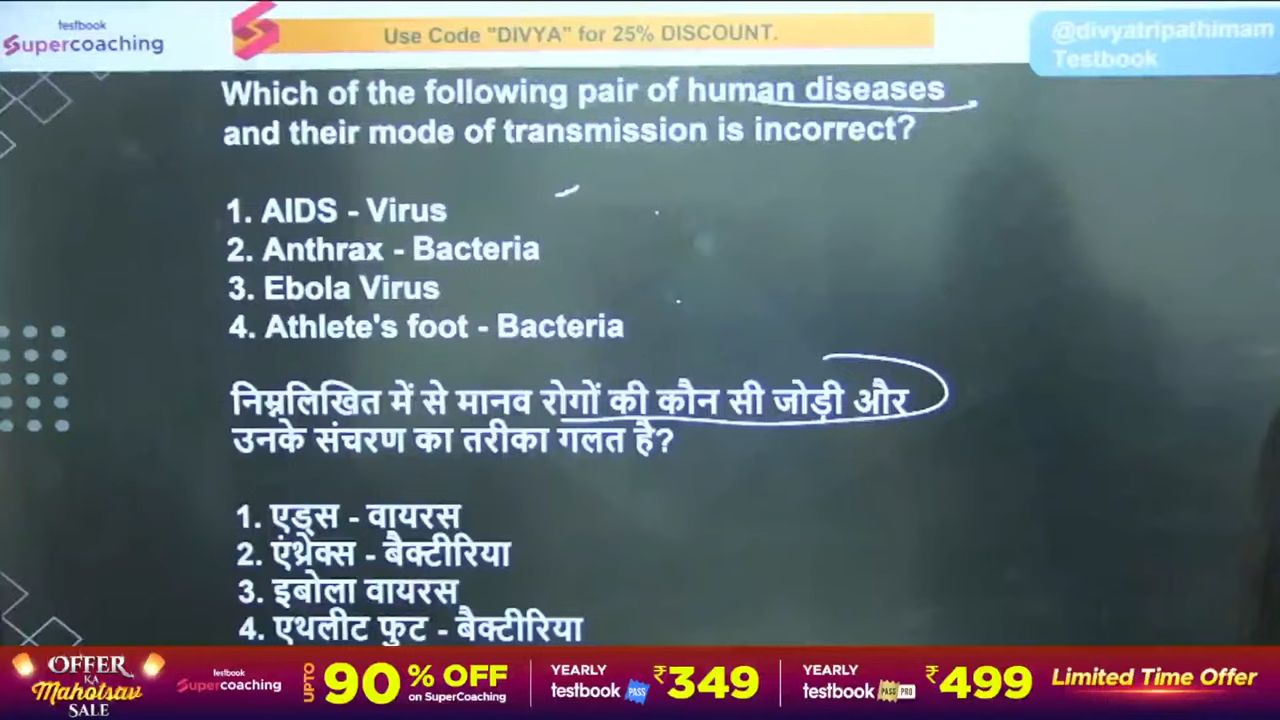 testbook
Supercoaching
Use Code "DIVYA" for 25% DISCOUNT.
@divyatripathimam
Testbook
Which of the following pair of human diseases
and their mode of transmission is incorrect?
1. AIDS - Virus
2. Anthrax - Bacteria
3. Ebola Virus
4. Athlete's foot - Bacteria
निम्नलिखित में से मानव रोगों की कौन सी जोड़ी और
उनके संचरण का तरीका गलत है?
1. एड्स - वायरस
2. एंथ्रेक्स - बैक्टीरिया
3. इबोला वायरस
4. एथलीट फुट - बैक्टीरिया
OFFER
KA
Mahotsav
SALE
testbook
Supercoaching
UPTO 90% OFF
on SuperCoaching
YEARLY
testbook PASS
₹349
YEARLY
testbook PASS PRO
₹499
Limited Time Offer